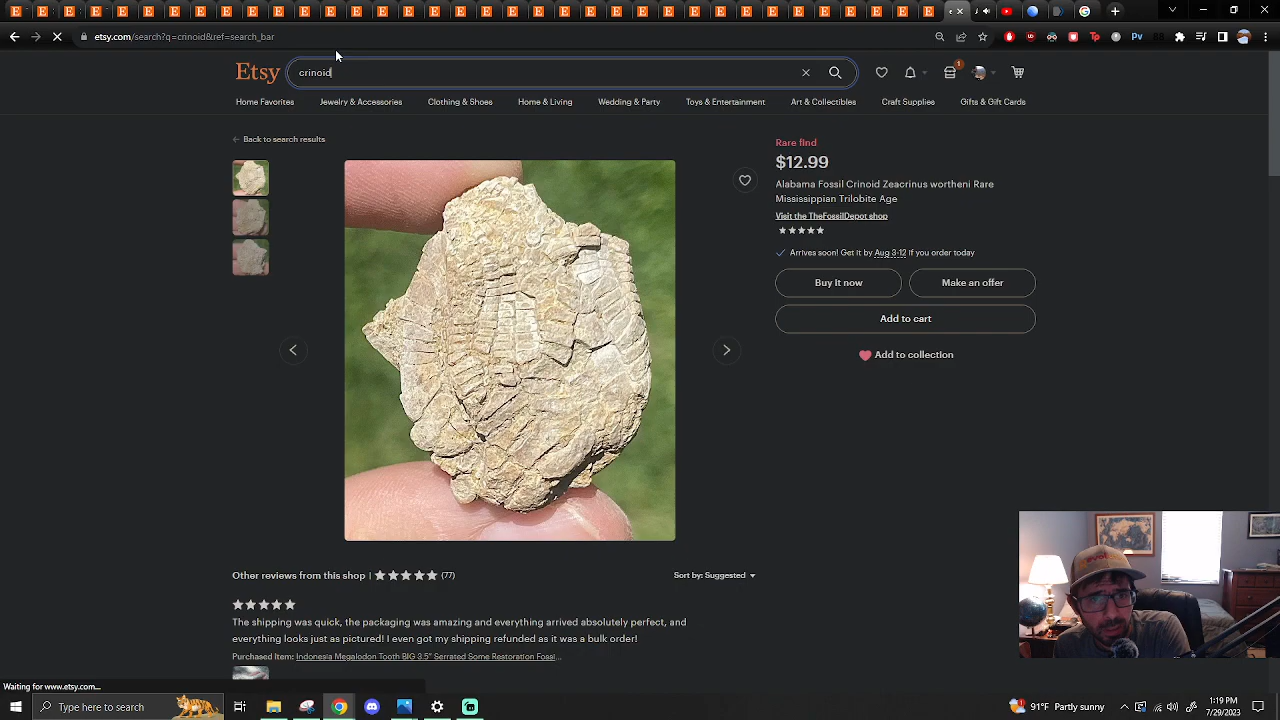 etsy.com/search?q=crinoid&ref=search_bar
Etsy
crinoid
1
Home Favorites Jewelry & Accessories Clothing & Shoes Home & Living Wedding & Party Toys & Entertainment Art & Collectibles Craft Supplies Gifts & Gift Cards
Back to search results
Rare find
$12.99
Alabama Fossil Crinoid Zeacrinus wortheni Rare
Mississippian Trilobite Age
Visit the TheFossilDepot shop
Arrives soon! Get it by Aug 3-12 if you order today
Buy it now
Make an offer
Add to cart
Add to collection
Other reviews from this shop | (77)
Sort by: Suggested
The shipping was quick, the packaging was amazing and everything arrived absolutely perfect, and
everything looks just as pictured! I even got my shipping refunded as it was a bulk order!
Purchased Item: Indonesia Megalodon Tooth BIG 3.5" Serrated Some Restoration Fossi...
Waiting for www.etsy.com...
Type here to search
91°F Partly sunny
1:19 PM
7/29/2023